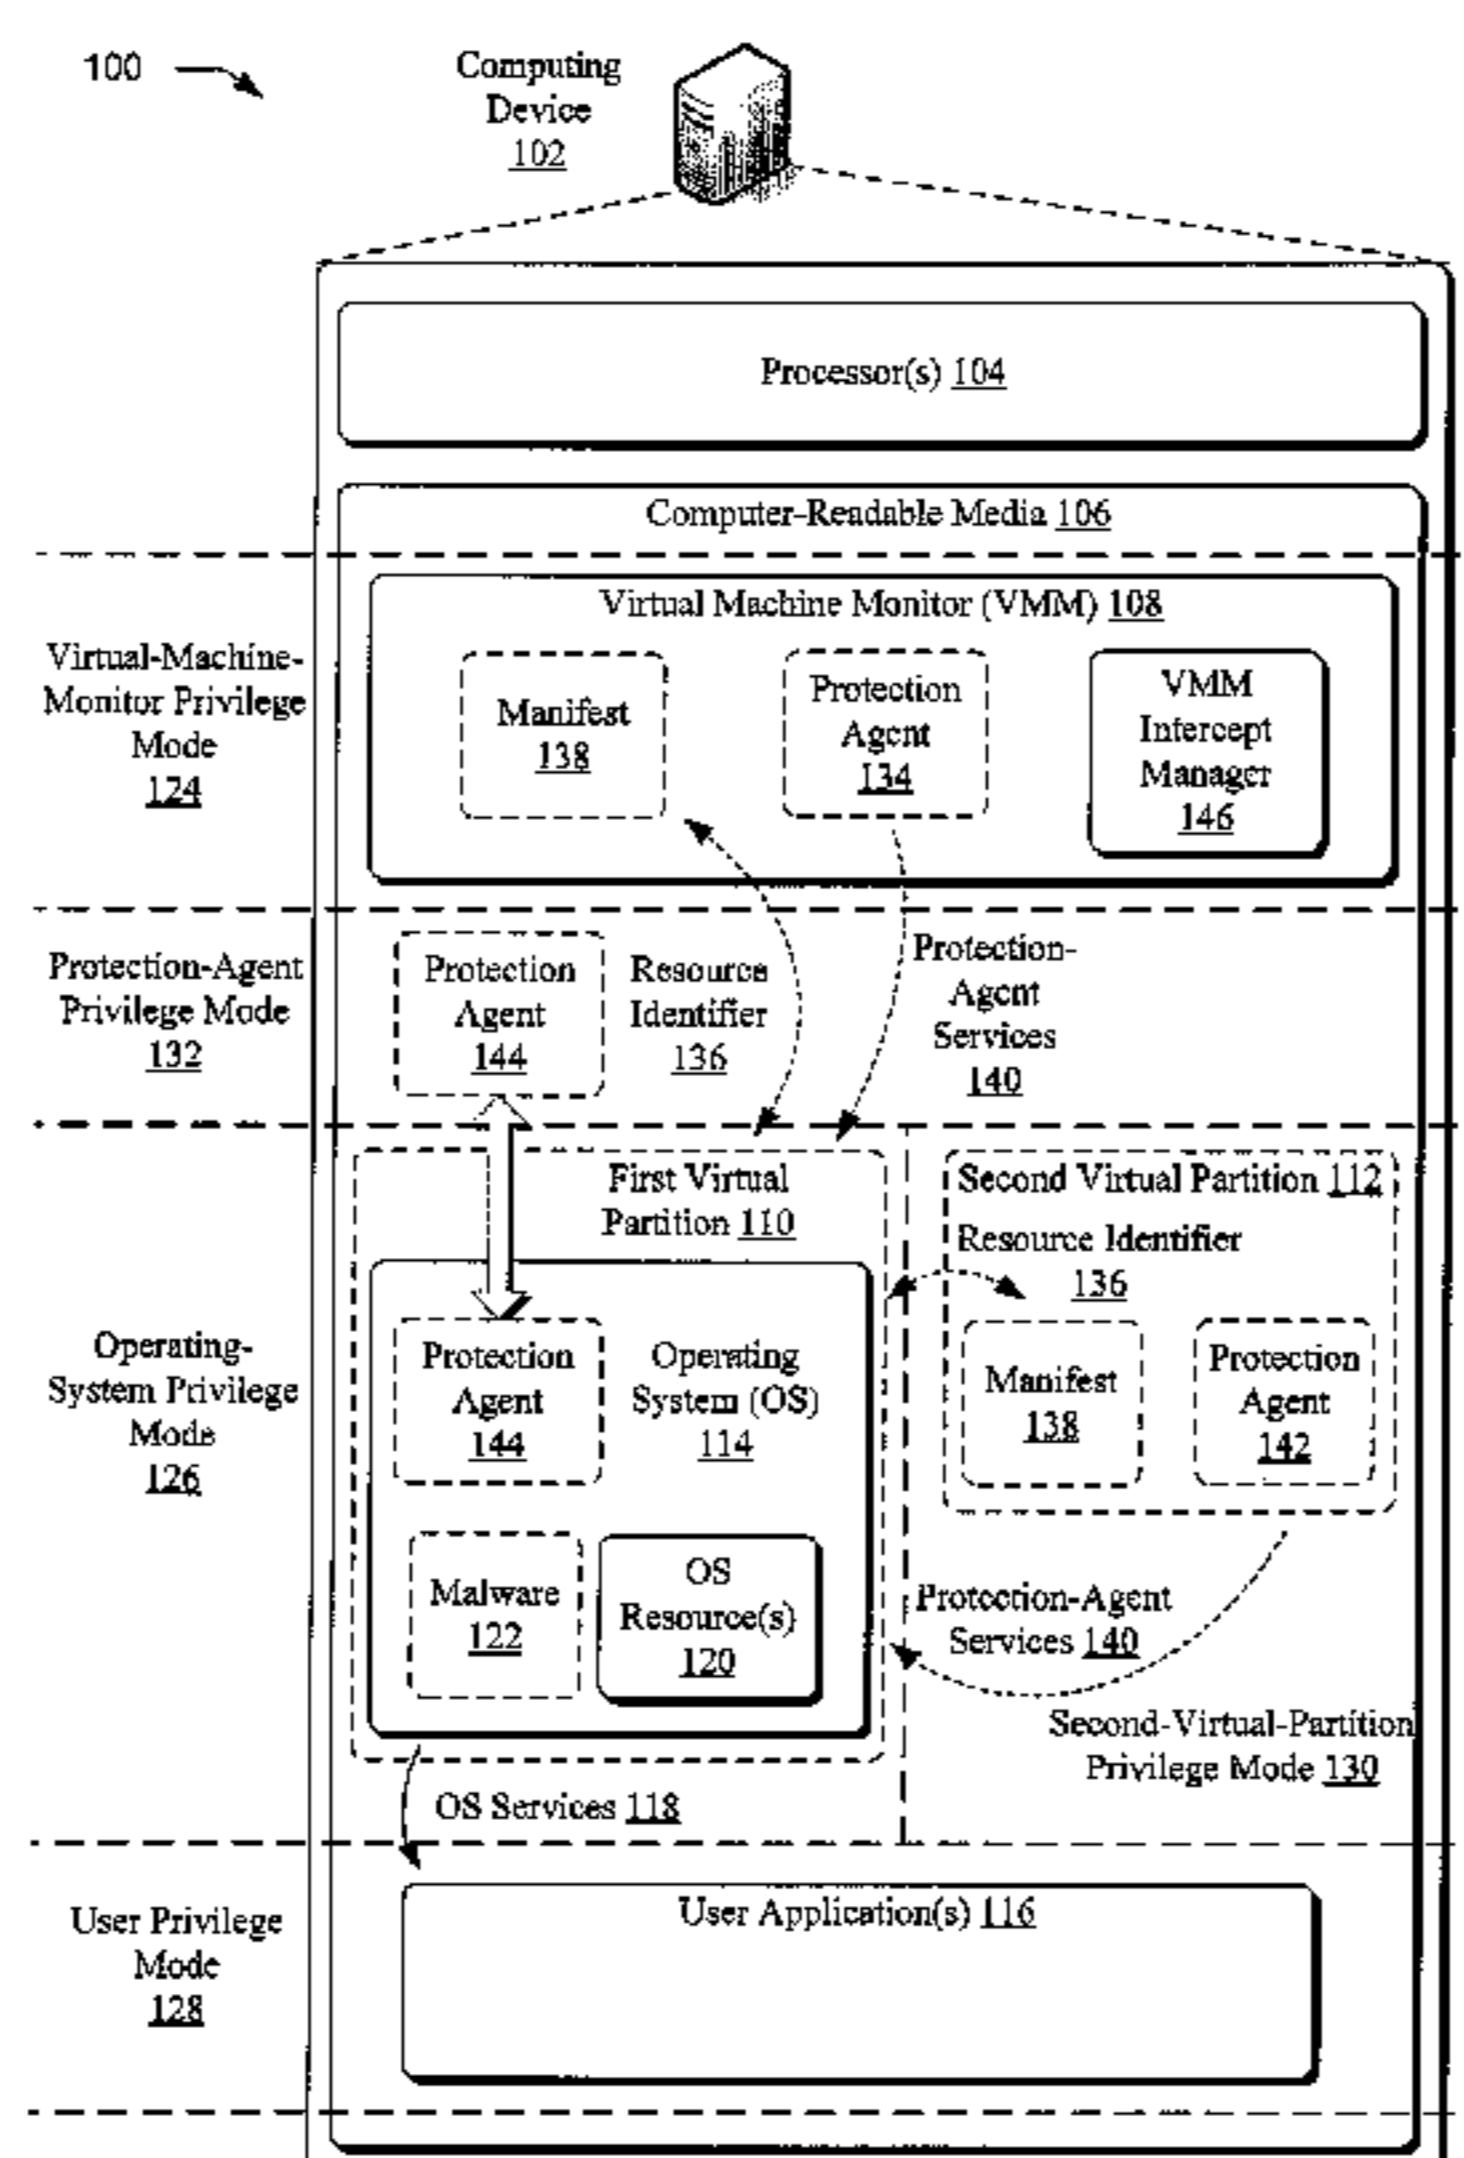 100
Computing
Device
102
Processor(s) 104
Computer-Readable Media 106
Virtual Machine Monitor (VMM) 108
Virtual-Machine-
Monitor Privilege
Mode
124
Manifest
138
Protection
Agent
134
VMM
Intercept
Manager
146
Protection-Agent
Privilege Mode
132
Protection
Agent
144
Resource
Identifier
136
Protection-
Agent
Services
140
First Virtual
Partition 110
Second Virtual Partition 112
Resource Identifier
136
Operating-
System Privilege
Mode
126
Protection
Agent
144
Operating
System (OS)
114
Manifest
138
Protection
Agent
142
Malware
122
OS
Resource(s)
120
Protection-Agent
Services 140
Second-Virtual-Partition
Privilege Mode 130
OS Services 118
User Privilege
Mode
128
User Application(s) 116